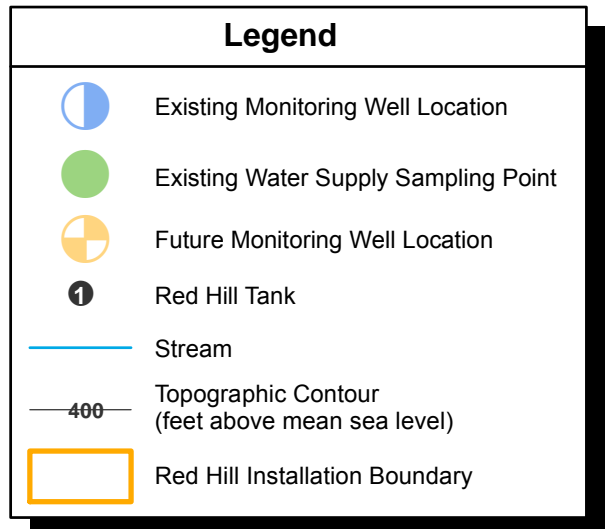 Legend
Existing Monitoring Well Location
Existing Water Supply Sampling Point
Future Monitoring Well Location
1 Red Hill Tank
Stream
400 Topographic Contour
(feet above mean sea level)
Red Hill Installation Boundary